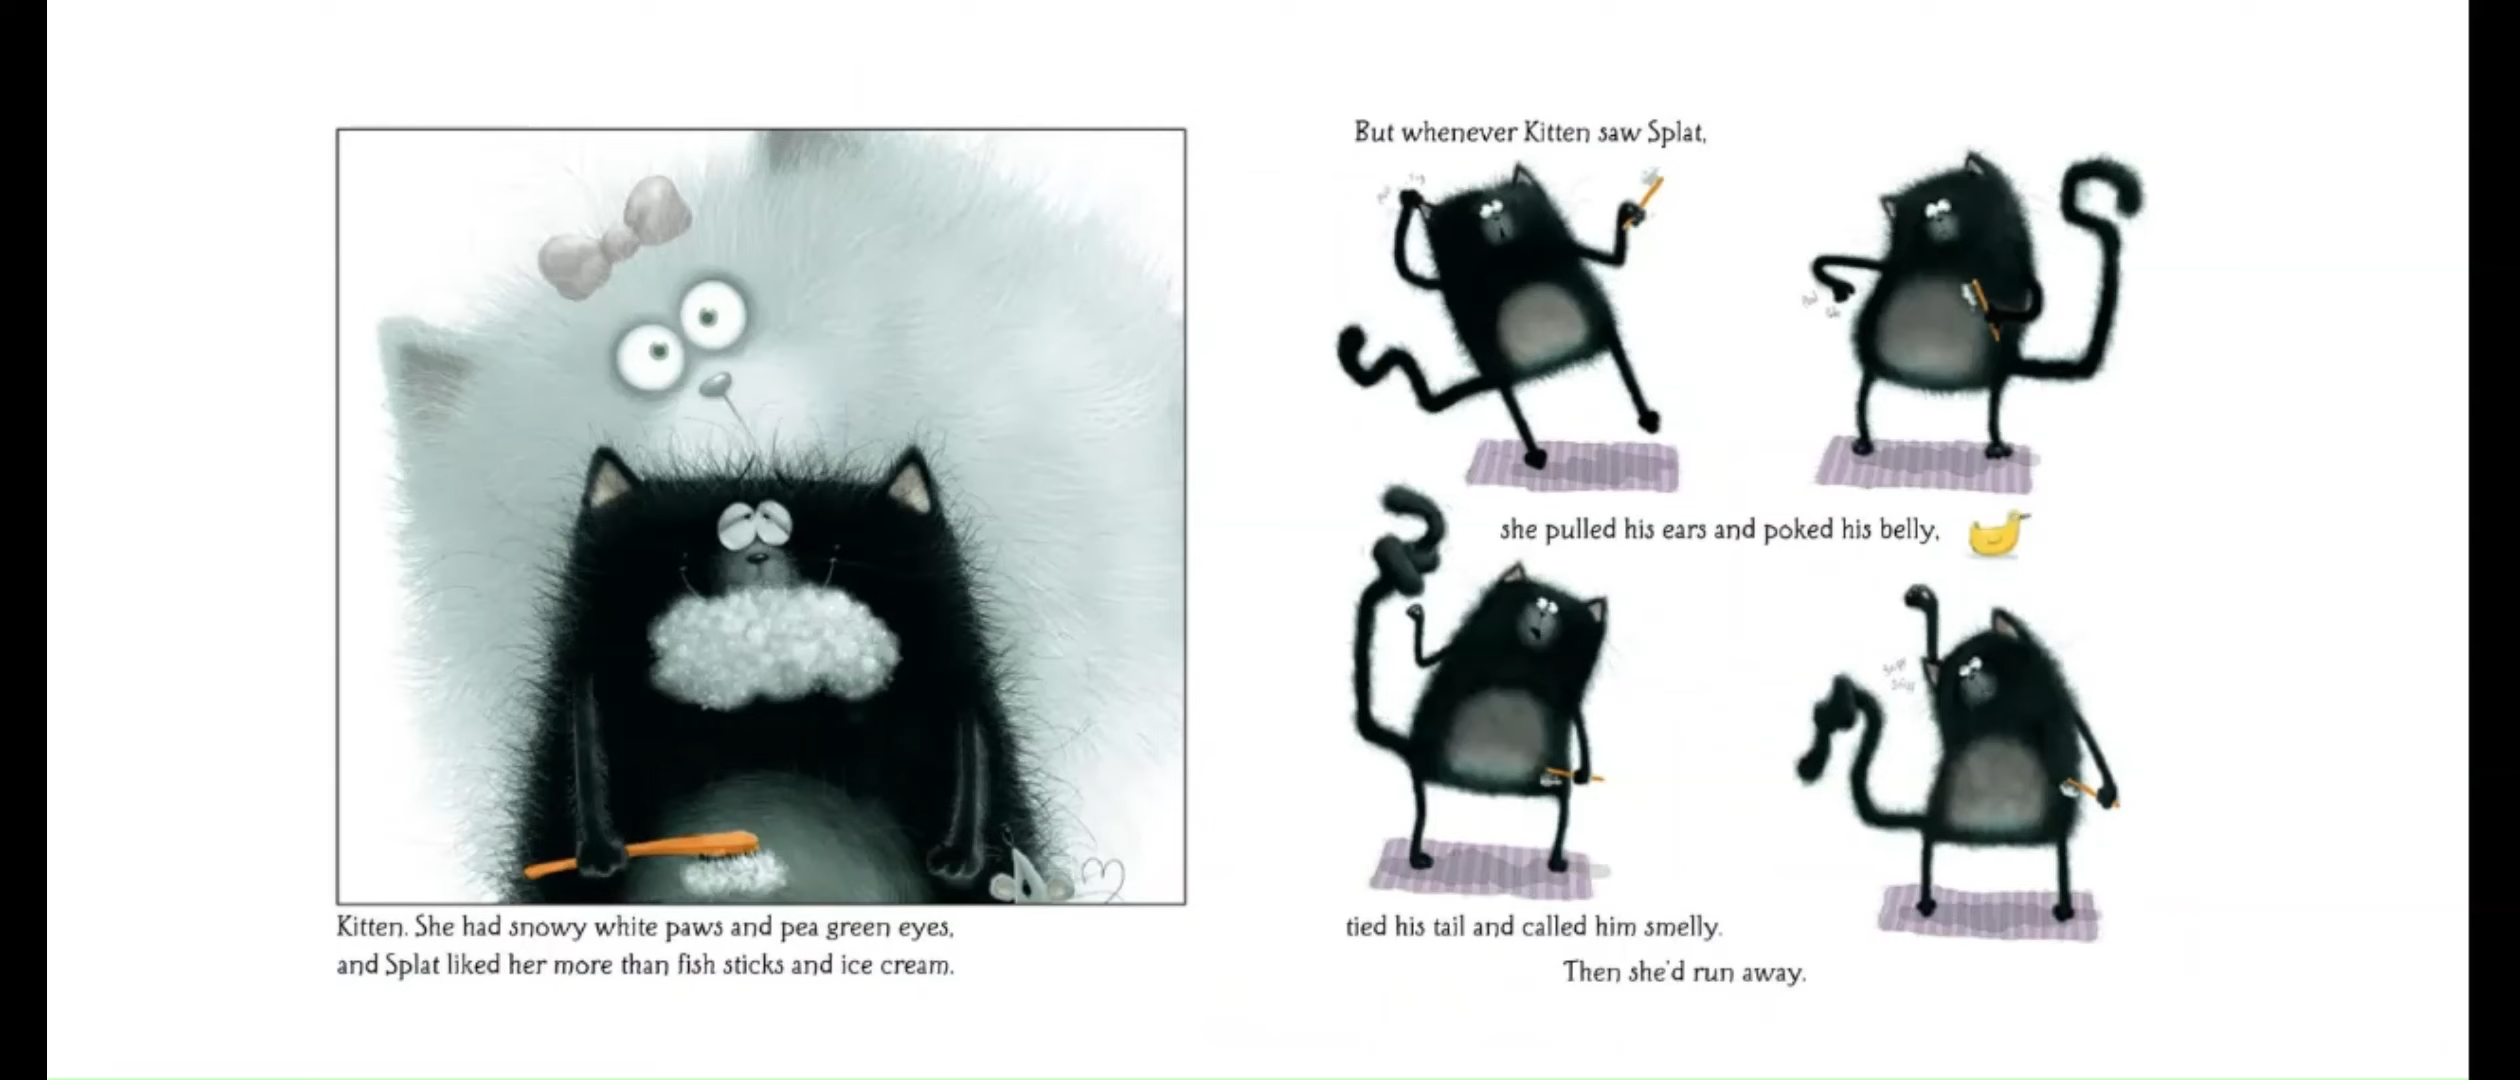 Kitten. She had snowy white paws and pea green eyes,
and Splat liked her more than fish sticks and ice cream.
But whenever Kitten saw Splat,
she pulled his ears and poked his belly,
tied his tail and called him smelly.
Then she'd run away.